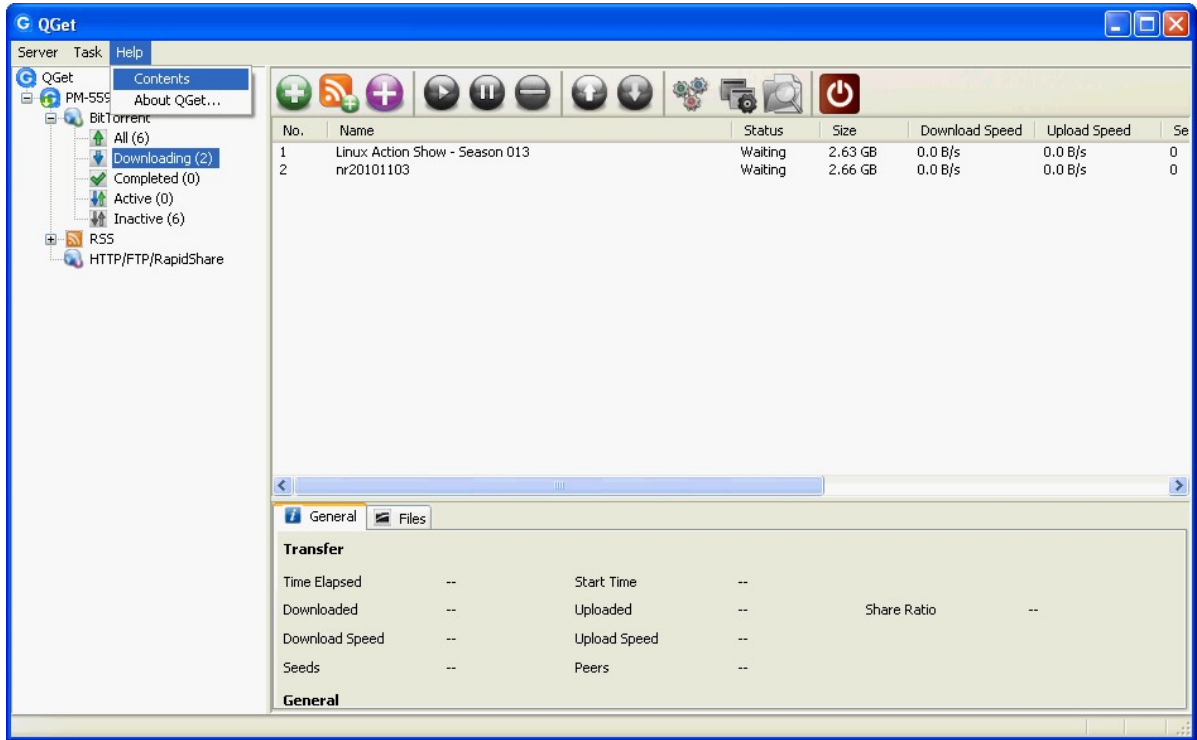 QGet
Server Task Help
Contents
About QGet...
QGet
PM-559
BitTorrent
All (6)
Downloading (2)
Completed (0)
Active (0)
Inactive (6)
RSS
HTTP/FTP/RapidShare
No. Name Status Size Download Speed Upload Speed Se
1 Linux Action Show - Season 013 Waiting 2.63 GB 0.0 B/s 0.0 B/s 0
2 nr20101103 Waiting 2.66 GB 0.0 B/s 0.0 B/s 0
General Files
Transfer
Time Elapsed -- Start Time --
Downloaded -- Uploaded -- Share Ratio --
Download Speed -- Upload Speed --
Seeds -- Peers --
General